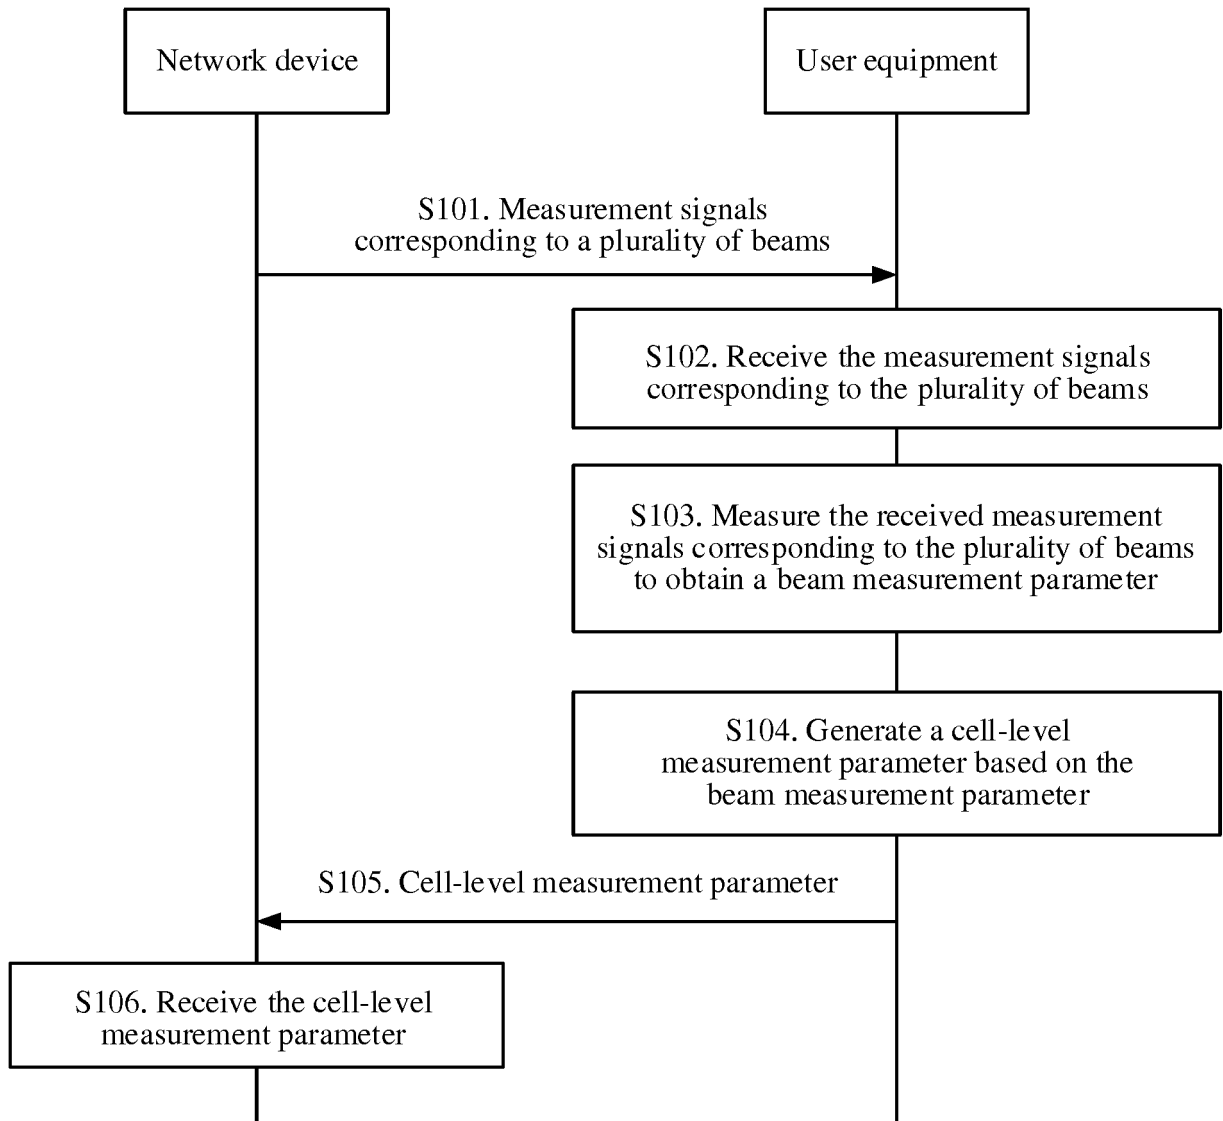 Network device
User equipment
S101. Measurement signals
corresponding to a plurality of beams
S102. Receive the measurement signals
corresponding to the plurality of beams
S103. Measure the received measurement
signals corresponding to the plurality of beams
to obtain a beam measurement parameter
S104. Generate a cell-level
measurement parameter based on the
beam measurement parameter
S105. Cell-level measurement parameter
S106. Receive the cell-level
measurement parameter